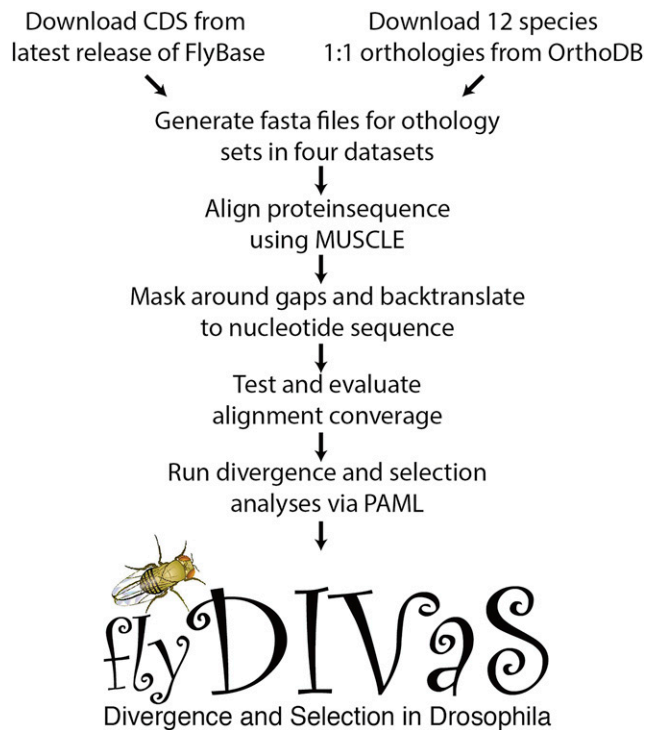 Download CDS from
latest release of FlyBase
Download 12 species
1:1 orthologies from OrthoDB
Generate fasta files for othology
sets in four datasets
Align proteinsequence
using MUSCLE
Mask around gaps and backtranslate
to nucleotide sequence
Test and evaluate
alignment converage
Run divergence and selection
analyses via PAML
flyDIVaS
Divergence and Selection in Drosophila